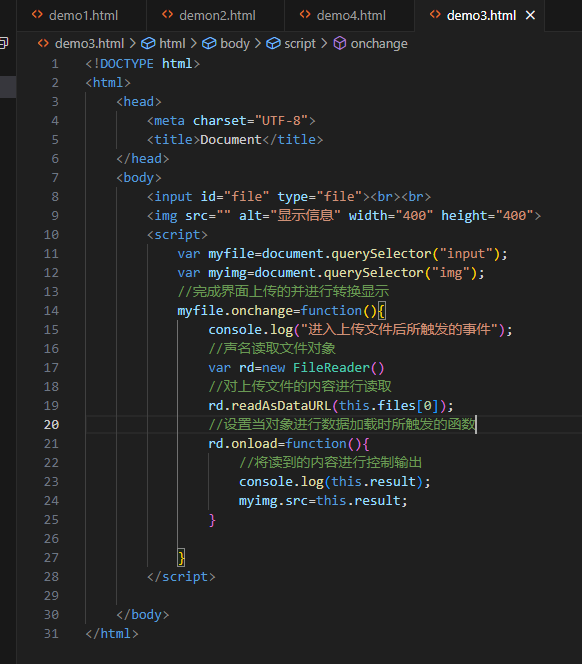 demo1.html demon2.html demo4.html demo3.html ×
demo3.html > html > body > script > onchange
1 <!DOCTYPE html>
2 <html>
3 <head>
4 <meta charset="UTF-8">
5 <title>Document</title>
6 </head>
7 <body>
8 <input id="file" type="file"><br><br>
9 <img src="" alt="显示信息" width="400" height="400">
10 <script>
11 var myfile=document.querySelector("input");
12 var myimg=document.querySelector("img");
13 //完成界面上传的并进行转换显示
14 myfile.onchange=function(){
15 console.log("进入上传文件后所触发的事件");
16 //声名读取文件对象
17 var rd=new FileReader()
18 //对上传文件的内容进行读取
19 rd.readAsDataURL(this.files[0]);
20 //设置当对象进行数据加载时所触发的函数
21 rd.onload=function(){
22 //将读到的内容进行控制输出
23 console.log(this.result);
24 myimg.src=this.result;
25 }
26
27 }
28 </script>
29
30 </body>
31 </html>